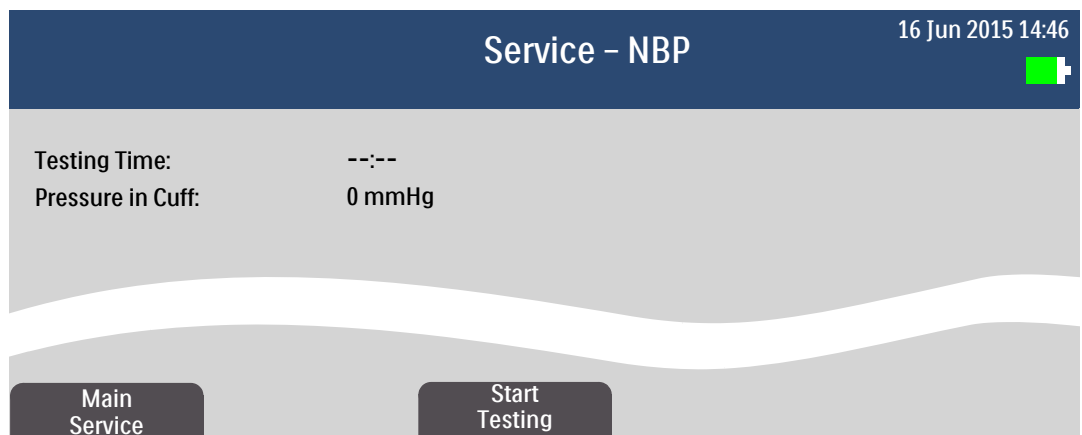 Service – NBP
16 Jun 2015 14:46
Testing Time: --:--
Pressure in Cuff: 0 mmHg
Main
Service
Start
Testing